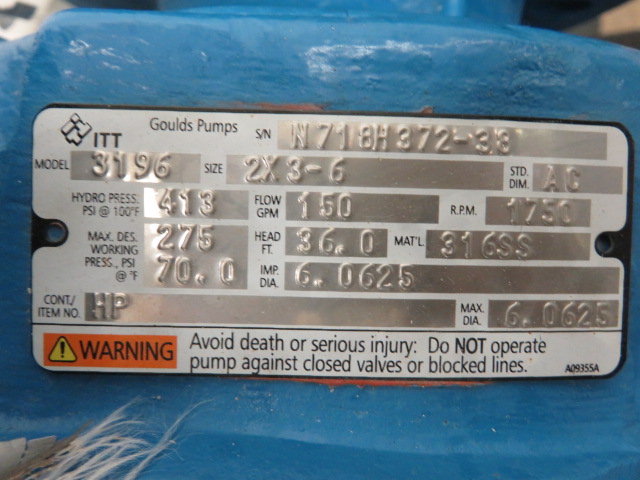 ITT Goulds Pumps S/N N718H372-33
MODEL 3196 SIZE 2X3-6 STD. DIM. AC
HYDRO PRESS. PSI @ 100°F 413 FLOW GPM 150 R.P.M. 1750
MAX. DES. WORKING PRESS., PSI @ °F 275 70.0 HEAD FT. 36.0 MAT'L. 316SS
IMP. DIA. 6.0625
CONT./ ITEM NO. HP MAX. DIA. 6.0625
WARNING Avoid death or serious injury: Do NOT operate
pump against closed valves or blocked lines. A09355A